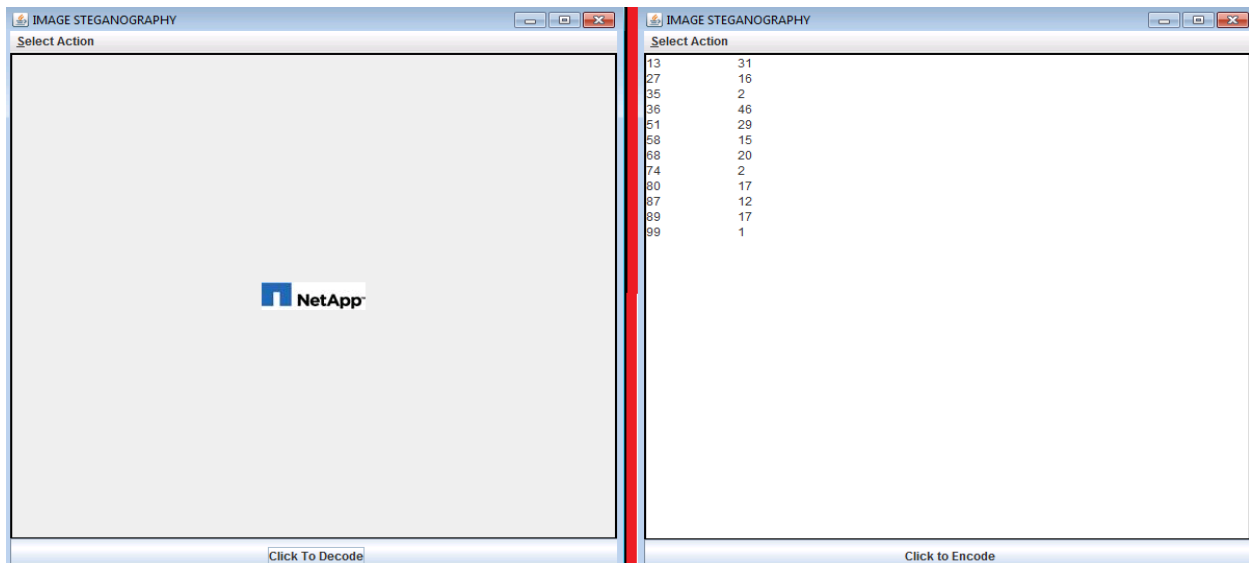 IMAGE STEGANOGRAPHY
Select Action
NetApp™
Click To Decode
IMAGE STEGANOGRAPHY
Select Action
13 31
27 16
35 2
36 46
51 29
58 15
68 20
74 2
80 17
87 12
89 17
99 1
Click to Encode